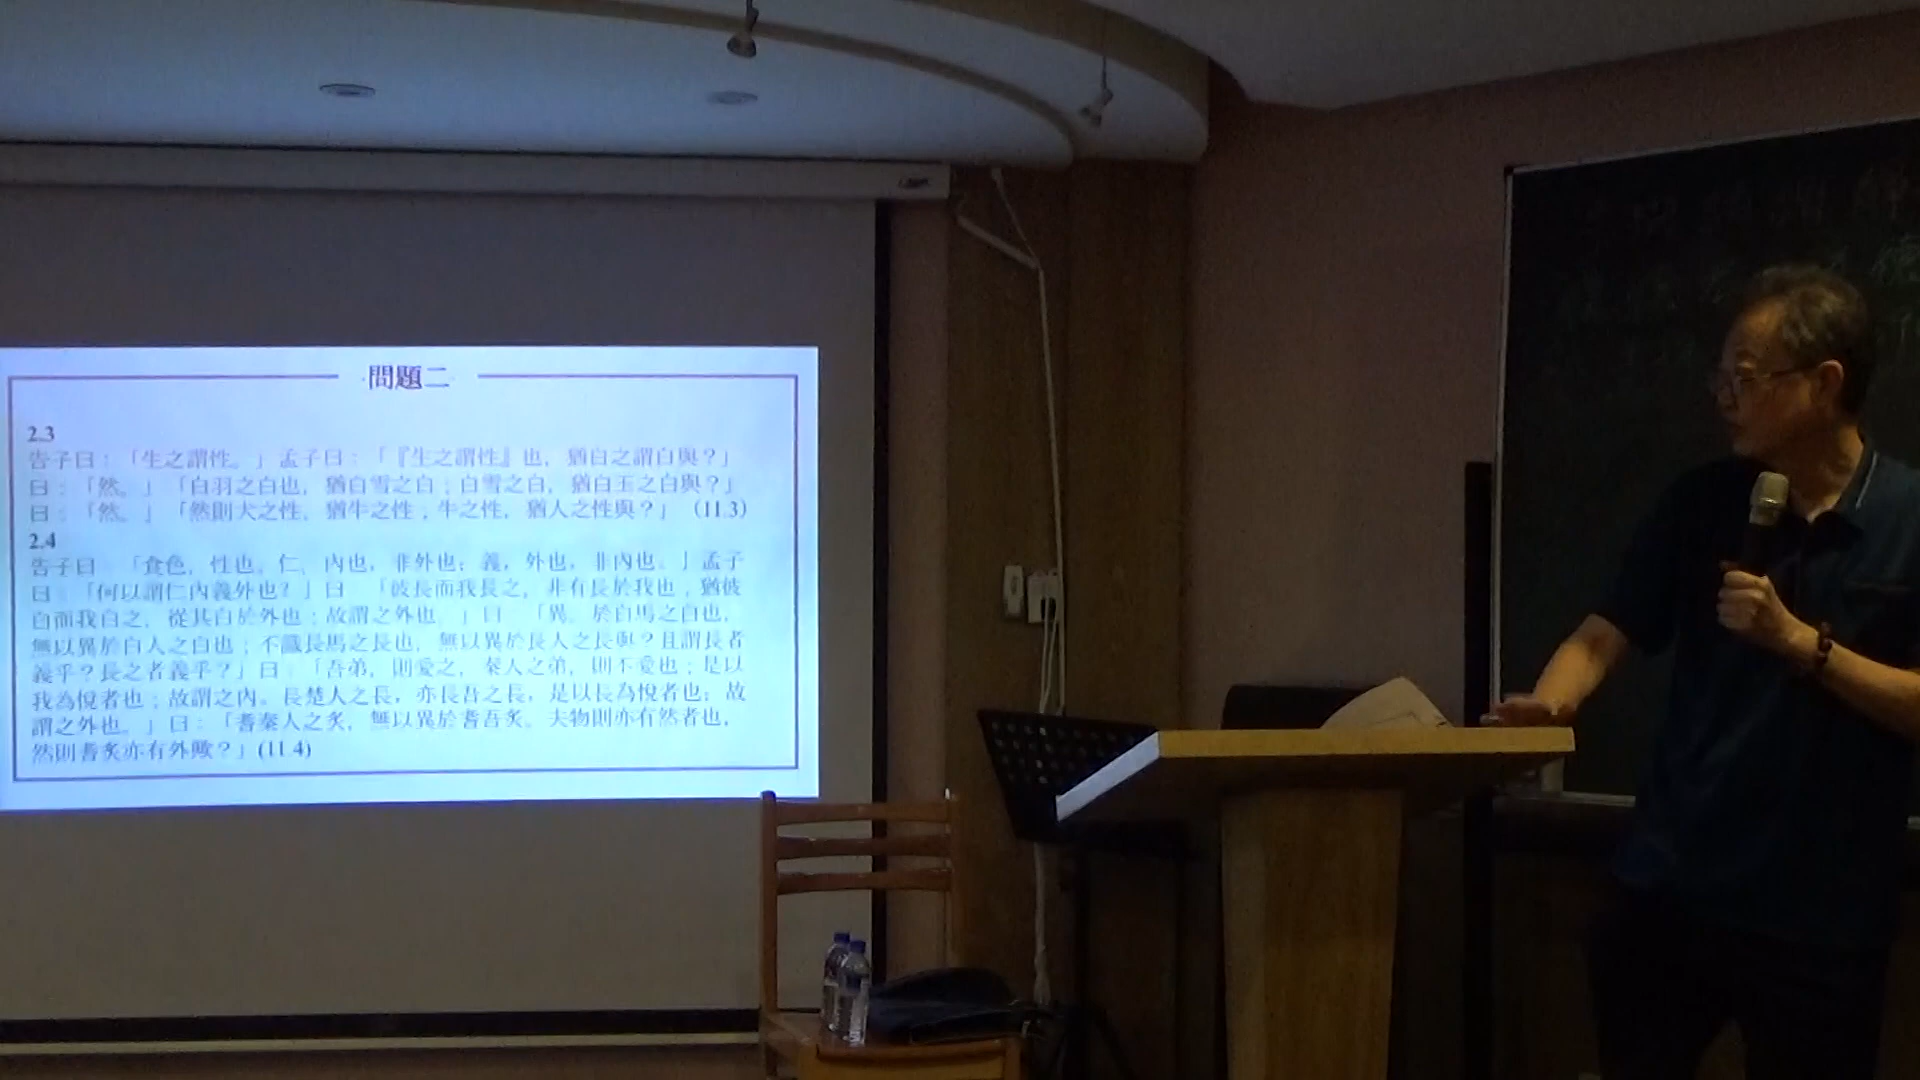 問題二
2.3
告子曰:「生之謂性。」孟子曰:「『生之謂性』也,猶白之謂白與?」
曰:「然。」「白羽之白也,猶白雪之白;白雪之白,猶白玉之白與?」
曰:「然。」「然則犬之性,猶牛之性;牛之性,猶人之性與?」(11.3)
2.4
告子曰:「食色,性也。仁,內也,非外也;義,外也,非內也。」孟子
曰:「何以謂仁內義外也?」曰:「彼長而我長之,非有長於我也;猶彼
白而我白之,從其白於外也;故謂之外也。」曰:「異。於白馬之白也,
無以異於白人之白也;不識長馬之長也,無以異於長人之長與?且謂長者
義乎?長之者義乎?」曰:「吾弟,則愛之,秦人之弟,則不愛也;是以
我為悅者也;故謂之內。長楚人之長,亦長吾之長,是以長為悅者也;故
謂之外也。」曰:「耆秦人之炙,無以異於耆吾炙。夫物則亦有然者也,
然則耆炙亦有外歟?」(11.4)